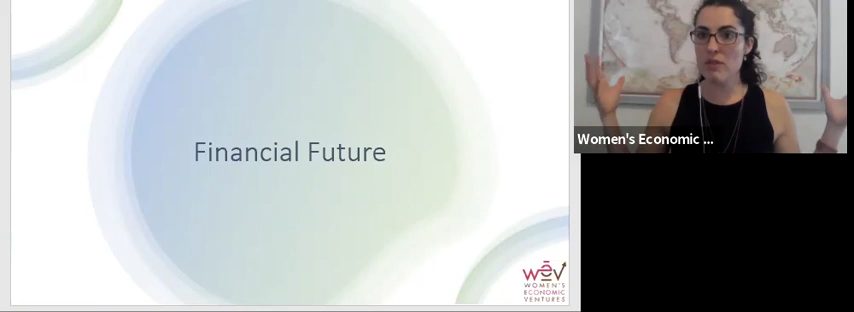 Financial Future
Women's Economic ...
wev
WOMEN'S
ECONOMIC
VENTURES